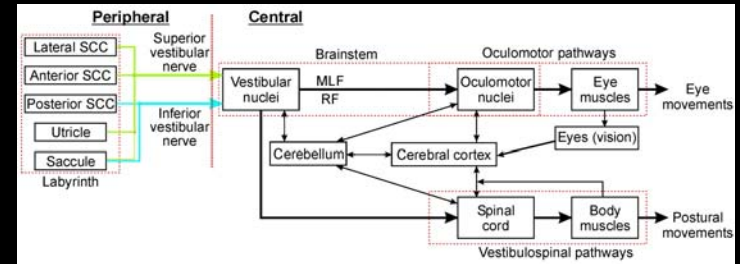 Peripheral
Central
Lateral SCC
Anterior SCC
Posterior SCC
Utricle
Saccule
Labyrinth
Superior
vestibular
nerve
Inferior
vestibular
nerve
Brainstem
Vestibular
nuclei
MLF
RF
Oculomotor pathways
Oculomotor
nuclei
Eye
muscles
Eye
movements
Eyes (vision)
Cerebellum
Cerebral cortex
Spinal
cord
Body
muscles
Postural
movements
Vestibulospinal pathways